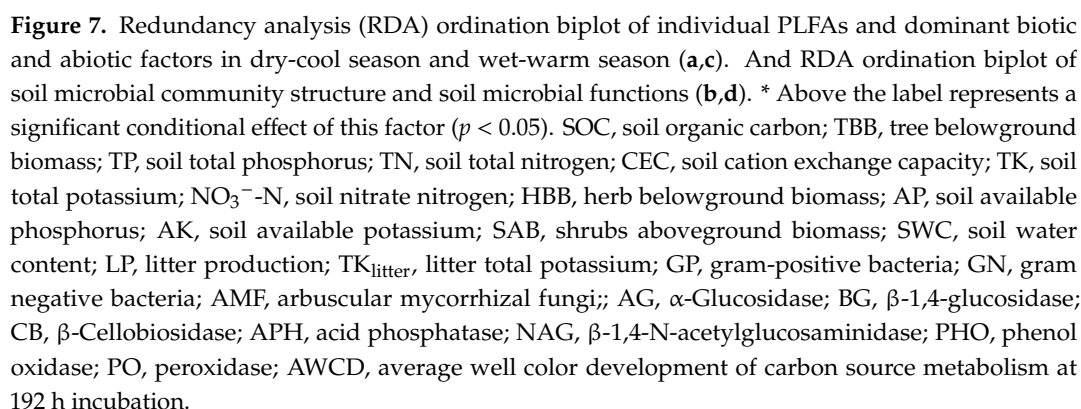 Figure 7. Redundancy analysis (RDA) ordination biplot of individual PLFAs and dominant biotic
and abiotic factors in dry-cool season and wet-warm season (a,c). And RDA ordination biplot of
soil microbial community structure and soil microbial functions (b,d). * Above the label represents a
significant conditional effect of this factor (p < 0.05). SOC, soil organic carbon; TBB, tree belowground
biomass; TP, soil total phosphorus; TN, soil total nitrogen; CEC, soil cation exchange capacity; TK, soil
total potassium; NO₃⁻-N, soil nitrate nitrogen; HBB, herb belowground biomass; AP, soil available
phosphorus; AK, soil available potassium; SAB, shrubs aboveground biomass; SWC, soil water
content; LP, litter production; TKlitter, litter total potassium; GP, gram-positive bacteria; GN, gram
negative bacteria; AMF, arbuscular mycorrhizal fungi;; AG, α-Glucosidase; BG, β-1,4-glucosidase;
CB, β-Cellobiosidase; APH, acid phosphatase; NAG, β-1,4-N-acetylglucosaminidase; PHO, phenol
oxidase; PO, peroxidase; AWCD, average well color development of carbon source metabolism at
192 h incubation.